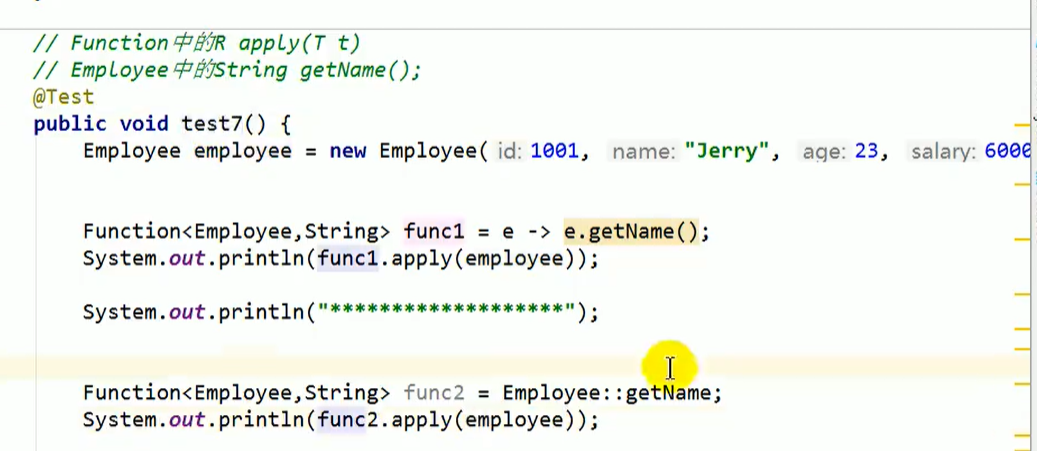 // Function中的R apply(T t)
// Employee中的String getName();
@Test
public void test7() {
Employee employee = new Employee( id: 1001, name: "Jerry", age: 23, salary: 6000
Function<Employee,String> func1 = e -> e.getName();
System.out.println(func1.apply(employee));
System.out.println("*******************");
Function<Employee,String> func2 = Employee::getName;
System.out.println(func2.apply(employee));